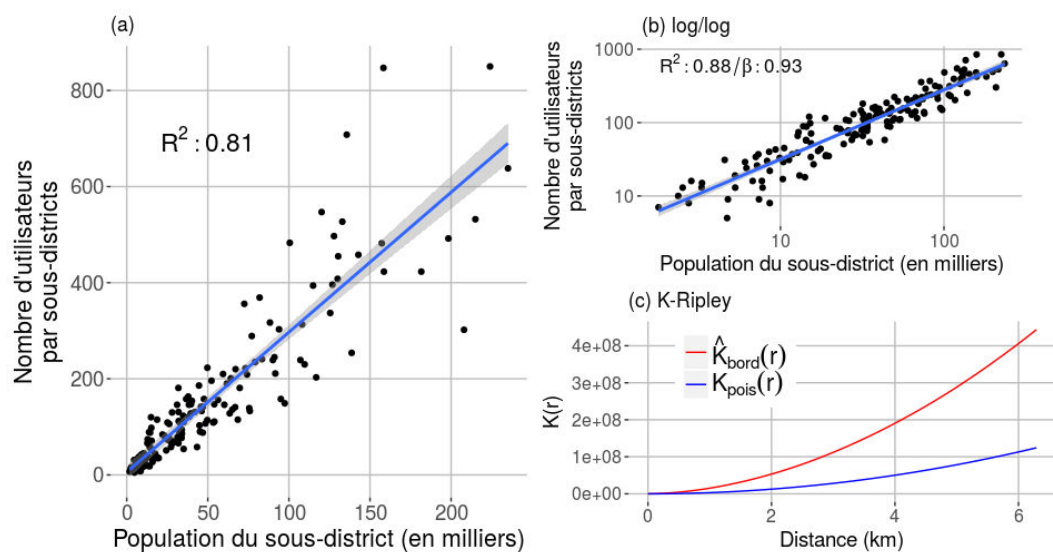 (a)
Nombre d'utilisateurs
par sous-districts
800
600
400
200
0
R² : 0.81
0
50
100
150
200
Population du sous-district (en milliers)
(b) log/log
Nombre d'utilisateurs
par sous-districts
1000
100
10
R² : 0.88/β : 0.93
10
100
Population du sous-district (en milliers)
(c) K-Ripley
K(r)
4e+08
3e+08
2e+08
1e+08
0e+00
K̂bord(r)
Kpois(r)
0
2
4
6
Distance (km)